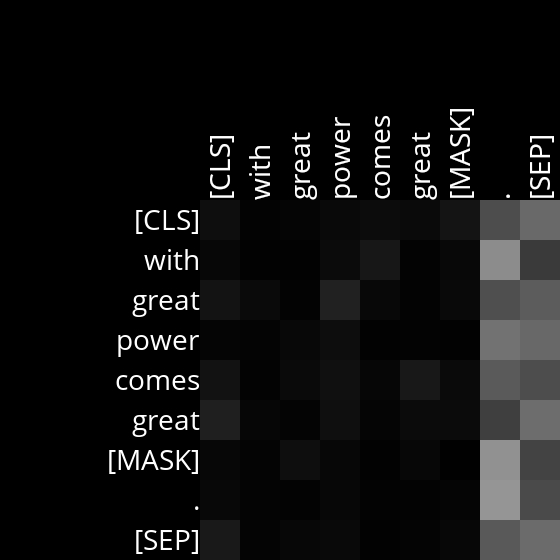 [CLS] with great power comes great [MASK] . [SEP]
[CLS]
with
great
power
comes
great
[MASK]
.
[SEP]